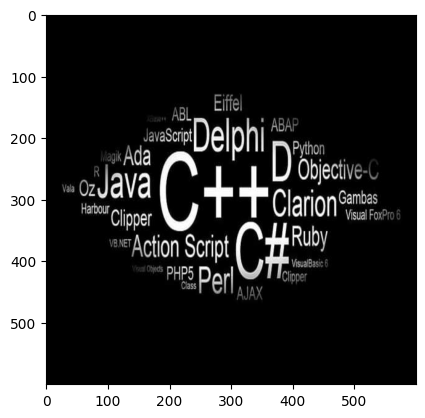 Eiffel
ABL
JavaScript
Delphi
ABAP
Magik
Ada
D
Python
R
Objective-C
Vala
Oz
Java
C++
Clarion
Gambas
Harbour
Clipper
Visual FoxPro 6
VB.NET
Action Script
C#
Ruby
Visual Objects
PHP5
Perl
VisualBasic 6
Clipper
Class
AJAX
0
100
200
300
400
500
0
100
200
300
400
500